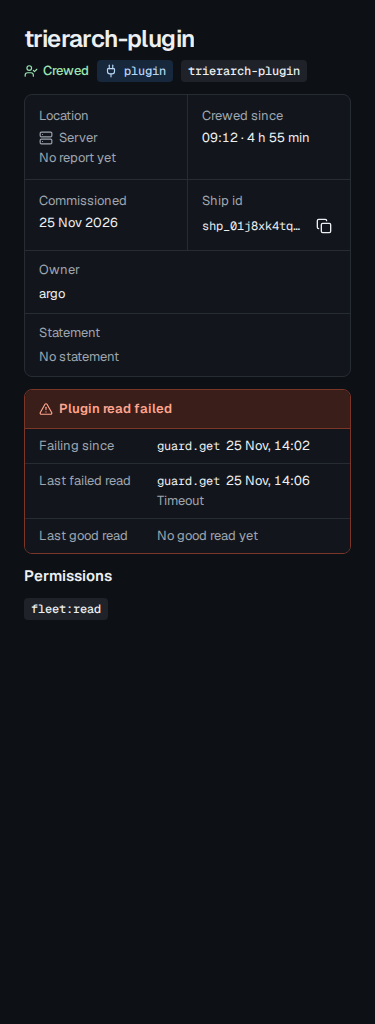 trierarch-plugin
Crewed plugin trierarch-plugin
Location
Server
No report yet
Crewed since
09:12 · 4 h 55 min
Commissioned
25 Nov 2026
Ship id
shp_01j8xk4tq…
Owner
argo
Statement
No statement
Plugin read failed
Failing since guard.get 25 Nov, 14:02
Last failed read guard.get 25 Nov, 14:06
Timeout
Last good read No good read yet
Permissions
fleet:read